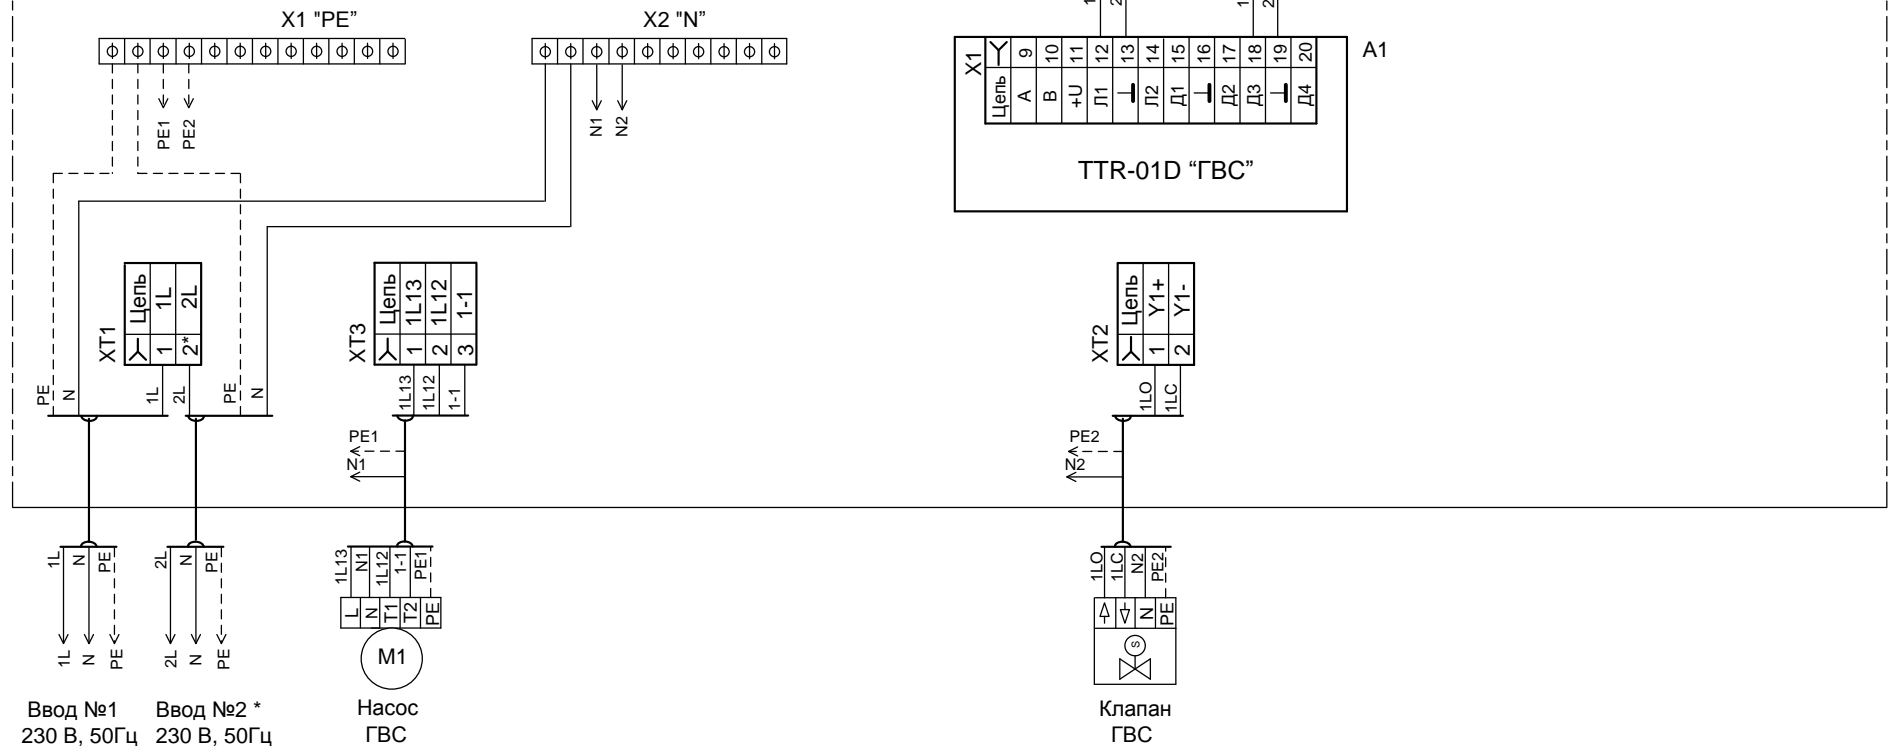 X1 "PE"
X2 "N"
A1
X1
9 10 11 12 13 14 15 16 17 18 19 20
Цепь A B +U Л1 Л2 Д1 Д2 Д3 Д4
TTR-01D “ГВС”
PE1 PE2
N1 N2
XT1
Цепь 1L 2L
1 2*
XT3
Цепь 1L13 1L12 1-1
1 2 3
XT2
Цепь Y1+ Y1-
1 2
PE N 1L 2L PE N
1L13 1L12 1-1
1LO 1LC
PE1
N1
PE2
N2
1L N PE
2L N PE
1L13 N1 1L12 1-1 PE1
L N T1 T2 PE
M1
1LO 1LC N2 PE2
N PE
S
1L N PE
2L N PE
Ввод №1
230 В, 50Гц
Ввод №2 *
230 В, 50Гц
Насос
ГВС
Клапан
ГВС